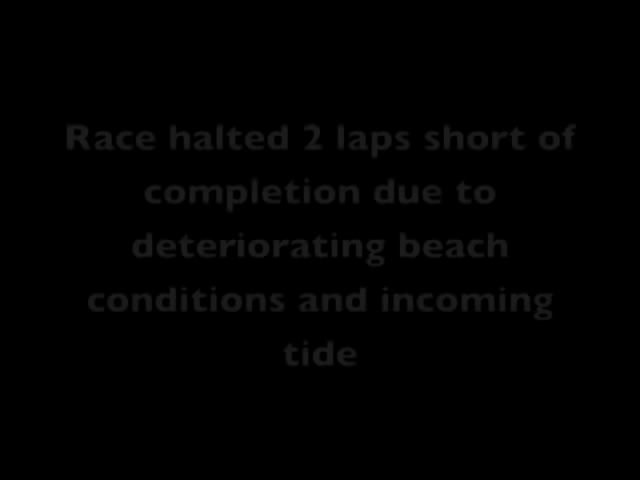 Race halted 2 laps short of
completion due to
deteriorating beach
conditions and incoming
tide